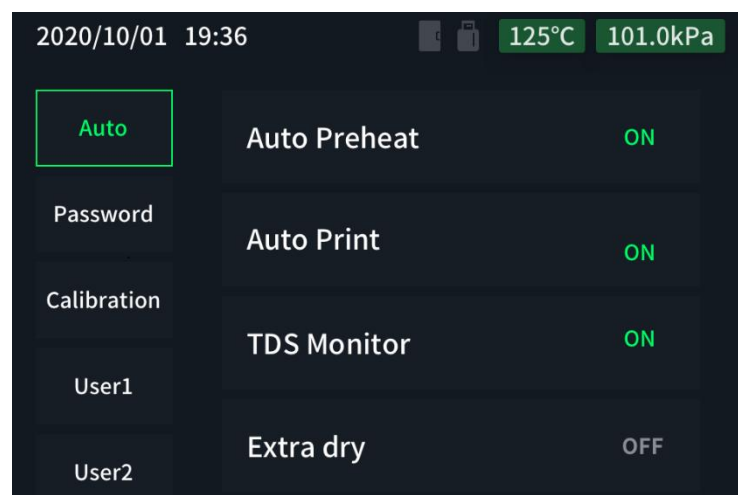 2020/10/01 19:36 125°C 101.0kPa
Auto
Password
Calibration
User1
User2
Auto Preheat ON
Auto Print ON
TDS Monitor ON
Extra dry OFF